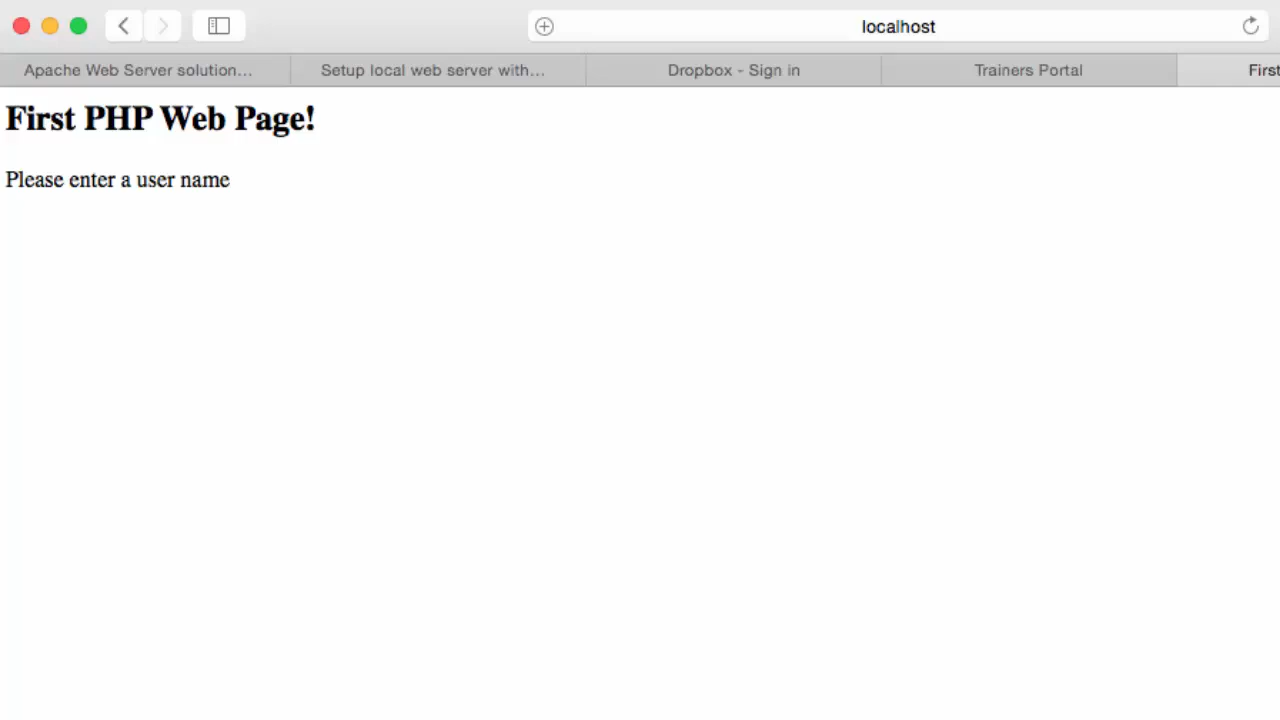 localhost
Apache Web Server solution...
Setup local web server with...
Dropbox - Sign in
Trainers Portal
First
First PHP Web Page!
Please enter a user name